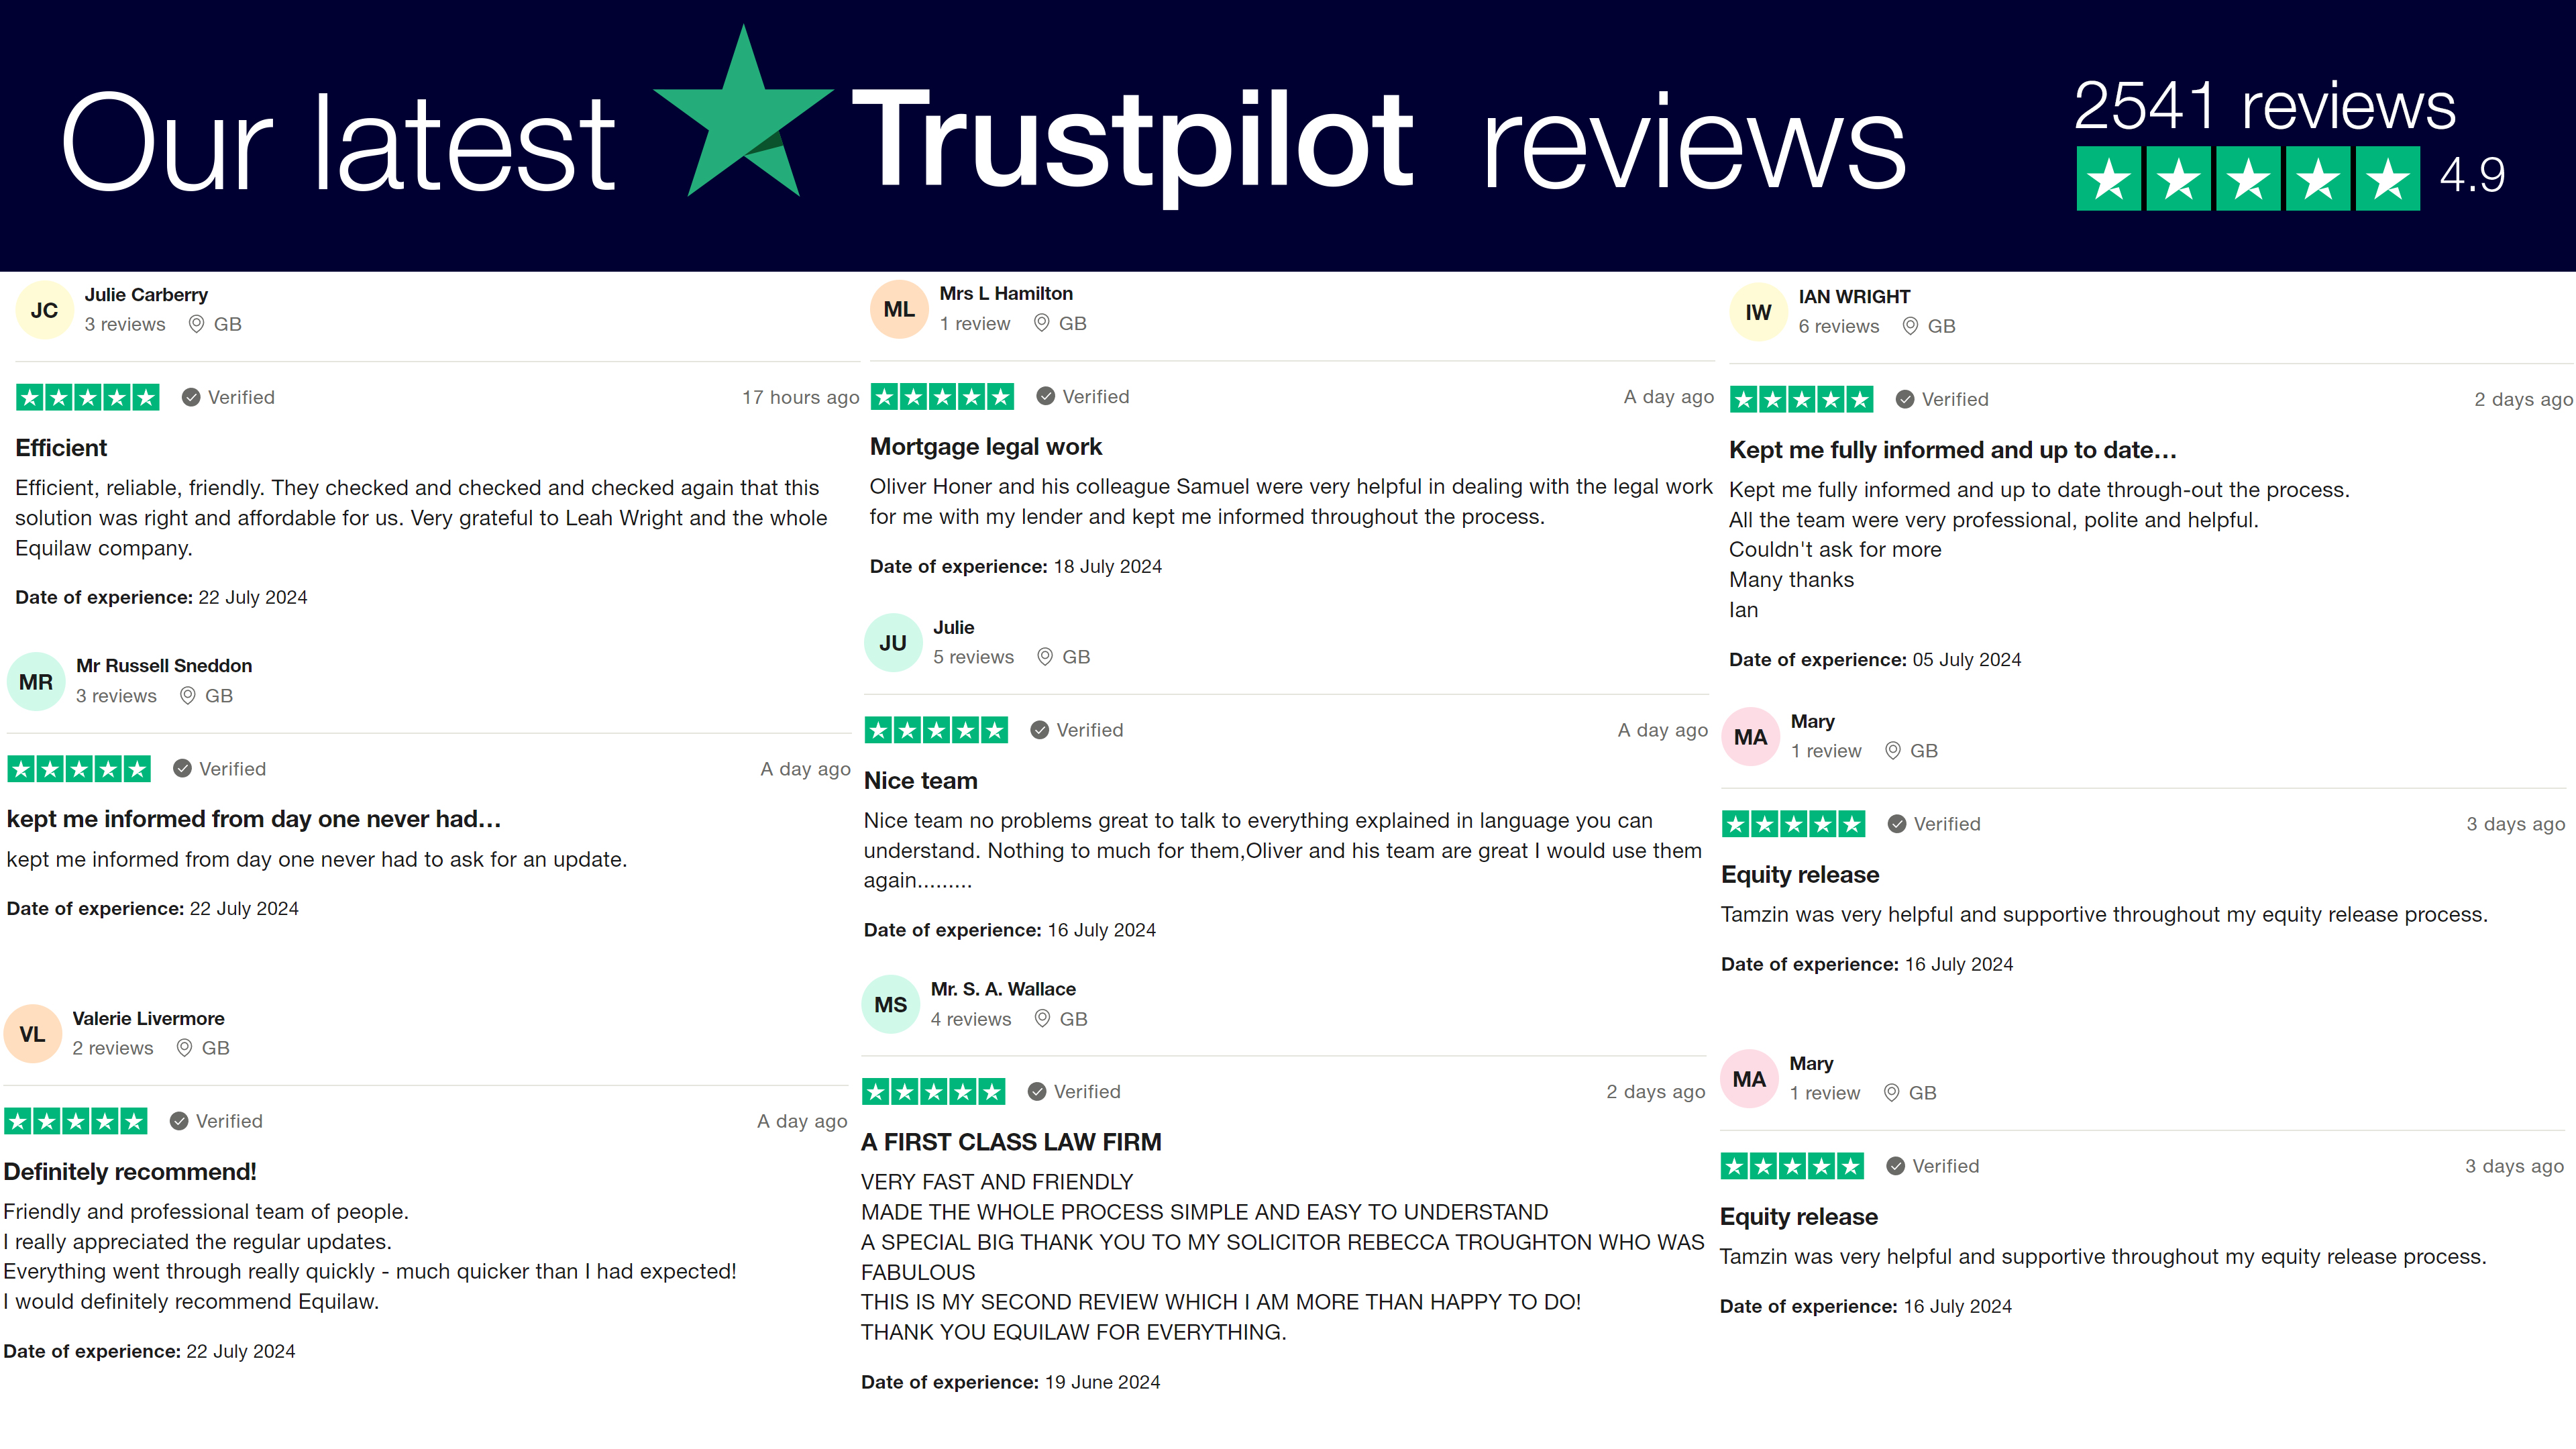 Our latest Trustpilot reviews
2541 reviews
4.9
JC
Julie Carberry
3 reviews GB
Verified
17 hours ago
Efficient
Efficient, reliable, friendly. They checked and checked and checked again that this
solution was right and affordable for us. Very grateful to Leah Wright and the whole
Equilaw company.
Date of experience: 22 July 2024
MR
Mr Russell Sneddon
3 reviews GB
Verified
A day ago
kept me informed from day one never had...
kept me informed from day one never had to ask for an update.
Date of experience: 22 July 2024
VL
Valerie Livermore
2 reviews GB
Verified
A day ago
Definitely recommend!
Friendly and professional team of people.
I really appreciated the regular updates.
Everything went through really quickly - much quicker than I had expected!
I would definitely recommend Equilaw.
Date of experience: 22 July 2024
ML
Mrs L Hamilton
1 review GB
Verified
A day ago
Mortgage legal work
Oliver Honer and his colleague Samuel were very helpful in dealing with the legal work
for me with my lender and kept me informed throughout the process.
Date of experience: 18 July 2024
JU
Julie
5 reviews GB
Verified
A day ago
Nice team
Nice team no problems great to talk to everything explained in language you can
understand. Nothing to much for them,Oliver and his team are great I would use them
again.........
Date of experience: 16 July 2024
MS
Mr. S. A. Wallace
4 reviews GB
Verified
2 days ago
A FIRST CLASS LAW FIRM
VERY FAST AND FRIENDLY
MADE THE WHOLE PROCESS SIMPLE AND EASY TO UNDERSTAND
A SPECIAL BIG THANK YOU TO MY SOLICITOR REBECCA TROUGHTON WHO WAS
FABULOUS
THIS IS MY SECOND REVIEW WHICH I AM MORE THAN HAPPY TO DO!
THANK YOU EQUILAW FOR EVERYTHING.
Date of experience: 19 June 2024
IW
IAN WRIGHT
6 reviews GB
Verified
2 days ago
Kept me fully informed and up to date...
Kept me fully informed and up to date through-out the process.
All the team were very professional, polite and helpful.
Couldn't ask for more
Many thanks
Ian
Date of experience: 05 July 2024
MA
Mary
1 review GB
Verified
3 days ago
Equity release
Tamzin was very helpful and supportive throughout my equity release process.
Date of experience: 16 July 2024
MA
Mary
1 review GB
Verified
3 days ago
Equity release
Tamzin was very helpful and supportive throughout my equity release process.
Date of experience: 16 July 2024